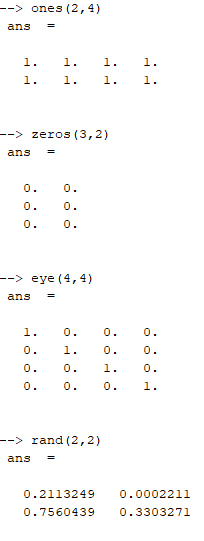 --> ones(2,4)
ans  =
1.   1.   1.   1.
1.   1.   1.   1.
--> zeros(3,2)
ans  =
0.   0.
0.   0.
0.   0.
--> eye(4,4)
ans  =
1.   0.   0.   0.
0.   1.   0.   0.
0.   0.   1.   0.
0.   0.   0.   1.
--> rand(2,2)
ans  =
0.2113249   0.0002211
0.7560439   0.3303271